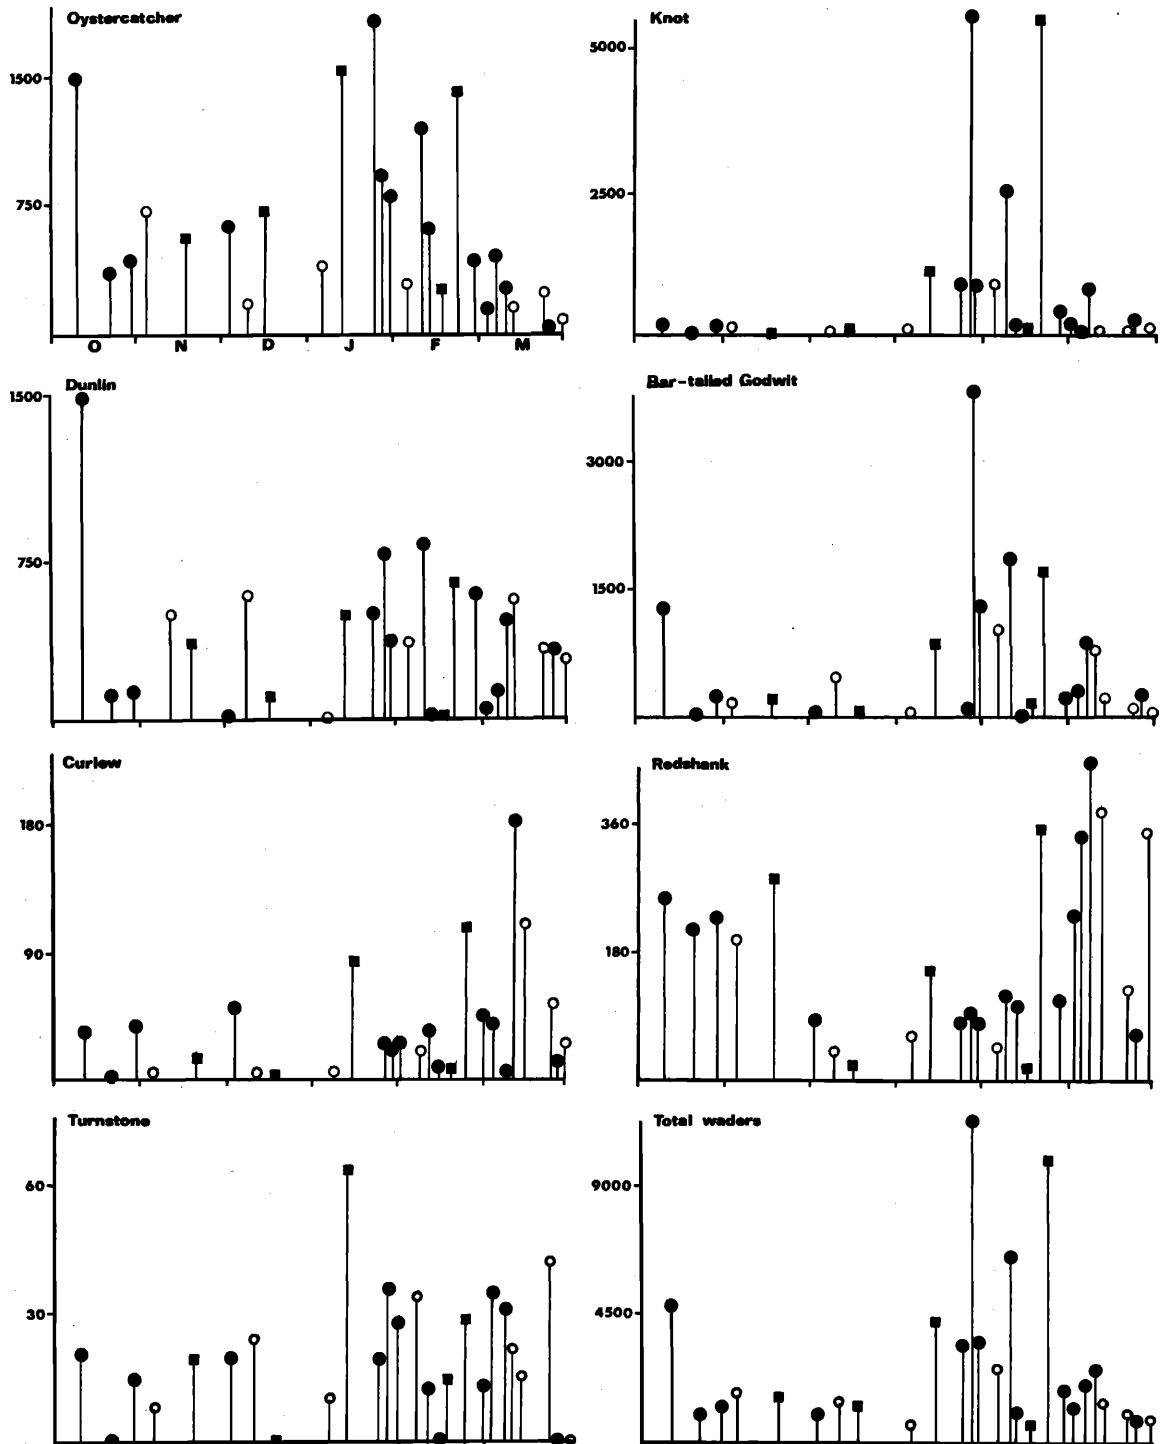 Oystercatcher
1500
750
O N D J F M
Knot
5000
2500
Dunlin
1500
750
Bar-tailed Godwit
3000
1500
Curlew
180
90
Redshank
360
180
Turnstone
60
30
Total waders
9000
4500